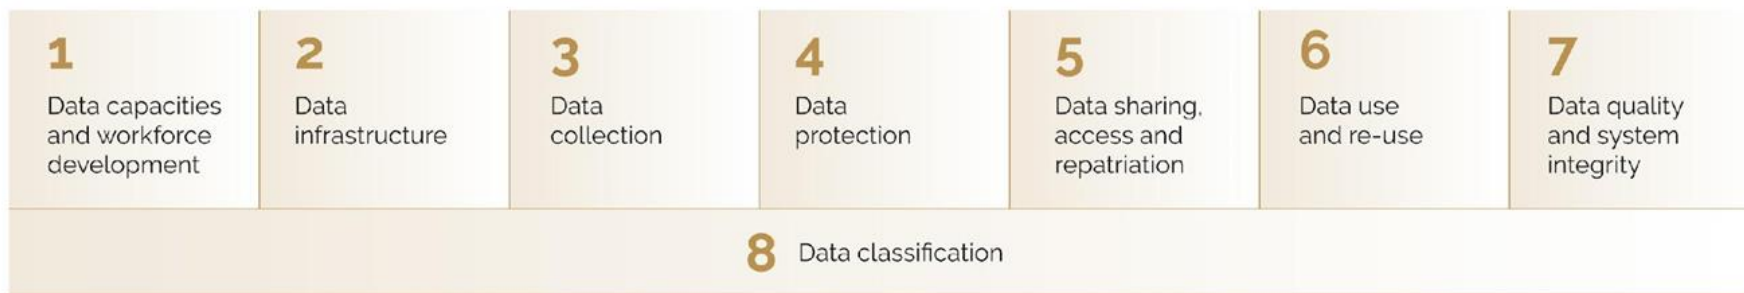 1
Data capacities
and workforce
development
2
Data
infrastructure
3
Data
collection
4
Data
protection
5
Data sharing,
access and
repatriation
6
Data use
and re-use
7
Data quality
and system
integrity
8 Data classification